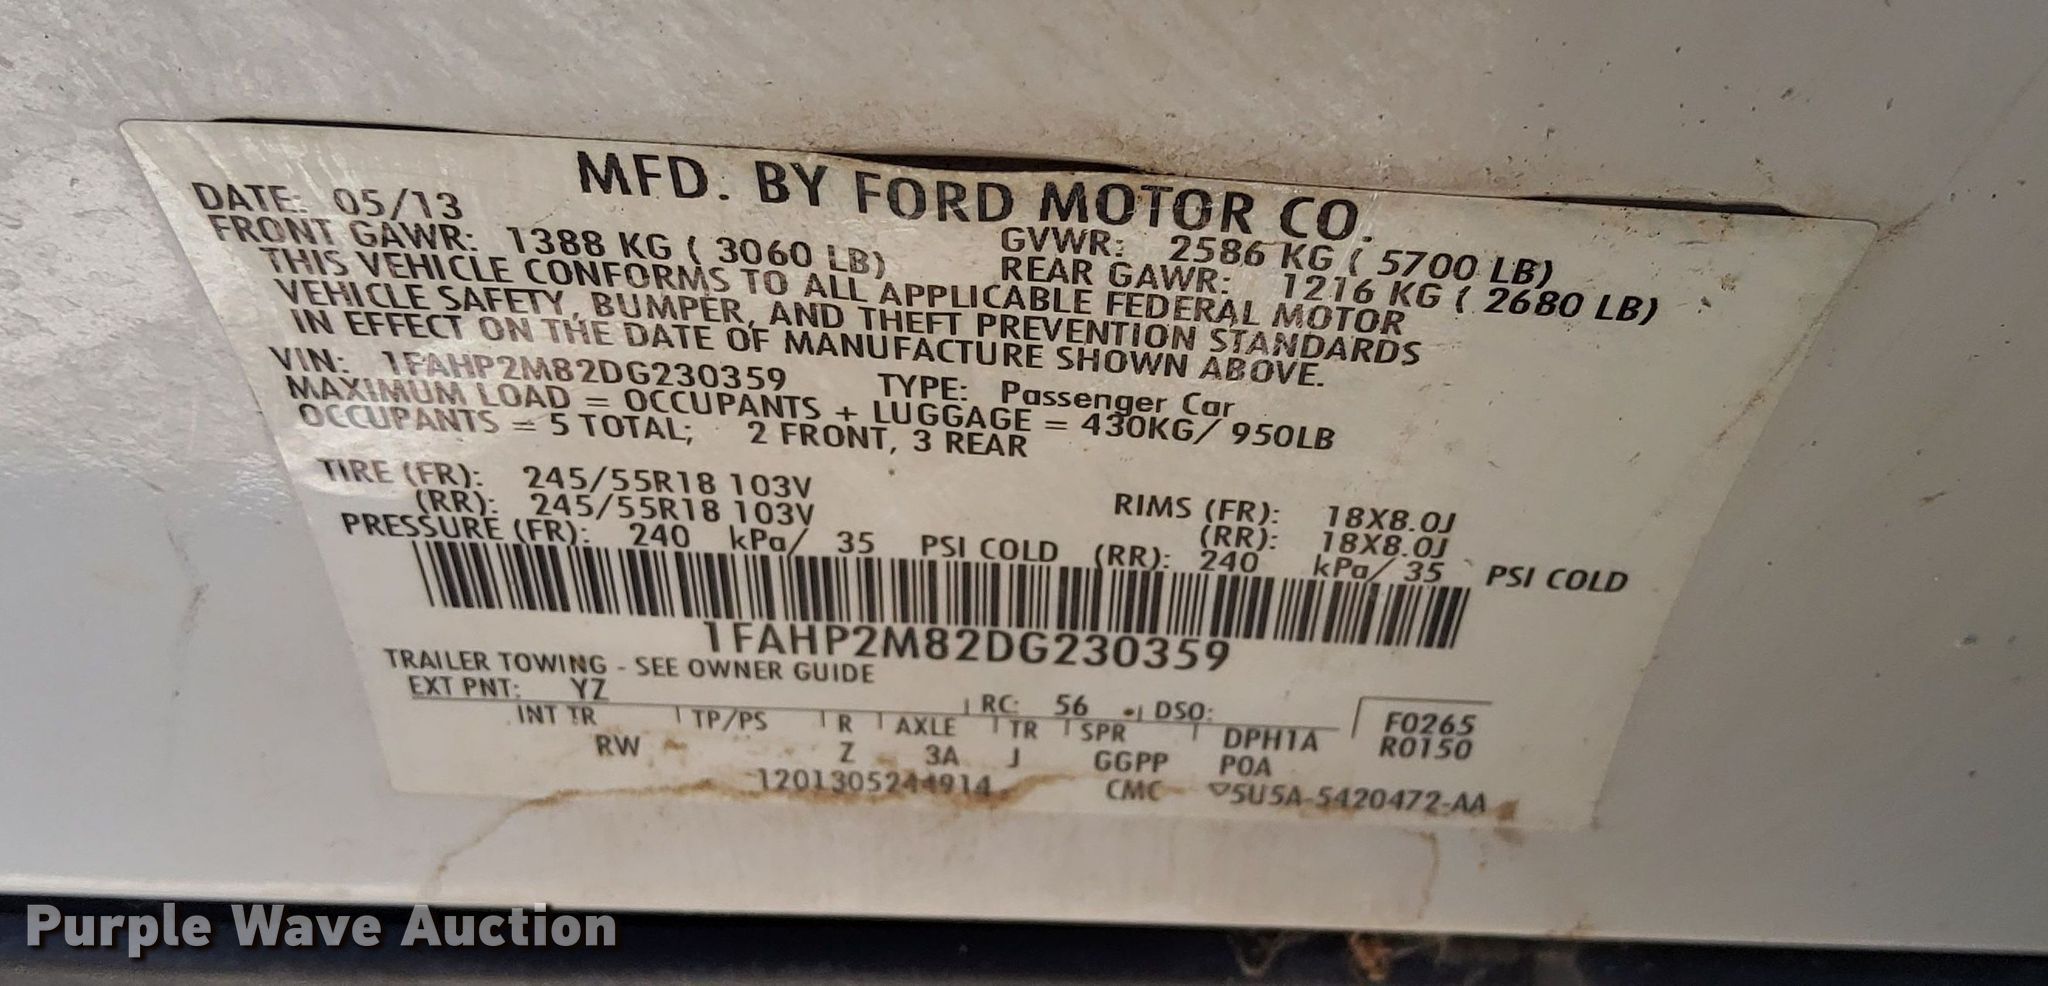 MFD. BY FORD MOTOR CO.
DATE: 05/13 GVWR: 2586 KG ( 5700 LB)
FRONT GAWR: 1388 KG ( 3060 LB) REAR GAWR: 1216 KG ( 2680 LB)
THIS VEHICLE CONFORMS TO ALL APPLICABLE FEDERAL MOTOR
VEHICLE SAFETY, BUMPER, AND THEFT PREVENTION STANDARDS
IN EFFECT ON THE DATE OF MANUFACTURE SHOWN ABOVE.
VIN: 1FAHP2M82DG230359 TYPE: Passenger Car
MAXIMUM LOAD = OCCUPANTS + LUGGAGE = 430KG/ 950LB
OCCUPANTS = 5 TOTAL; 2 FRONT, 3 REAR
TIRE (FR): 245/55R18 103V RIMS (FR): 18X8.0J
(RR): 245/55R18 103V (RR): 18X8.0J
PRESSURE (FR): 240 kPa/ 35 PSI COLD (RR): 240 kPa/ 35 PSI COLD
1FAHP2M82DG230359
TRAILER TOWING - SEE OWNER GUIDE
EXT PNT: YZ RC: 56 DSO: F0265
INT TR TP/PS R AXLE TR SPR DPH1A R0150
RW Z 3A J GGPP P0A
1201305244914 CMC 5U5A-5420472-AA
Purple Wave Auction